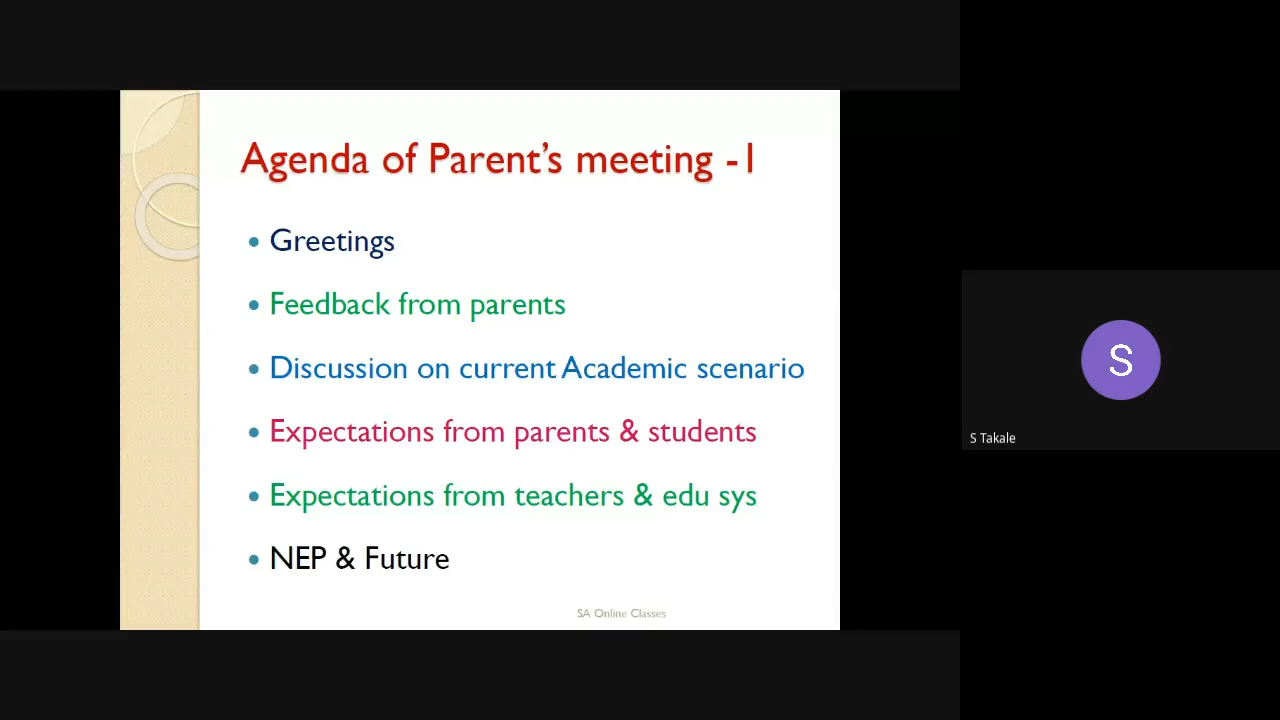 Agenda of Parent's meeting -1
• Greetings
• Feedback from parents
• Discussion on current Academic scenario
• Expectations from parents & students
• Expectations from teachers & edu sys
• NEP & Future
SA Online Classes
S
S Takale